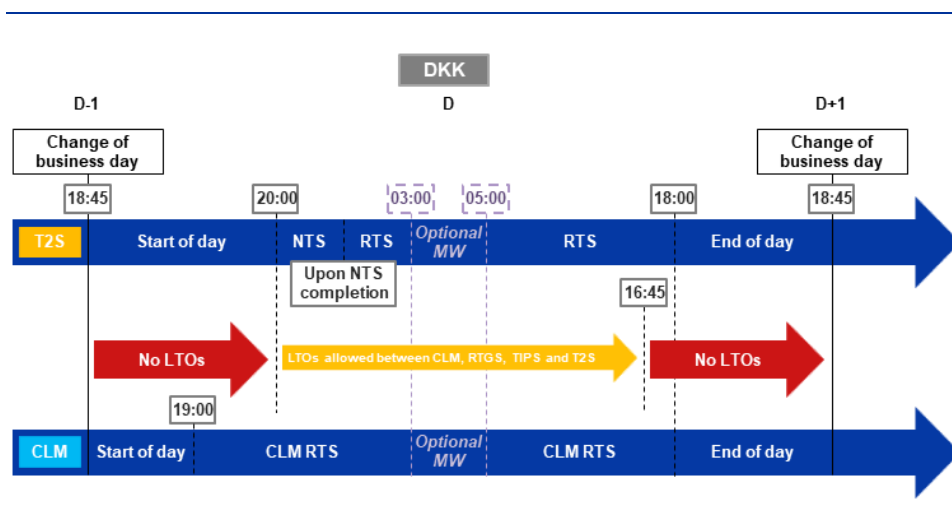 DKK
D-1
D
D+1
Change of
business day
Change of
business day
18:45
20:00
03:00
05:00
18:00
18:45
T2S
Start of day
NTS
RTS
Optional
MW
RTS
End of day
Upon NTS
completion
16:45
No LTOs
LTOs allowed between CLM, RTGS, TIPS and T2S
No LTOs
19:00
CLM
Start of day
CLM RTS
Optional
MW
CLM RTS
End of day